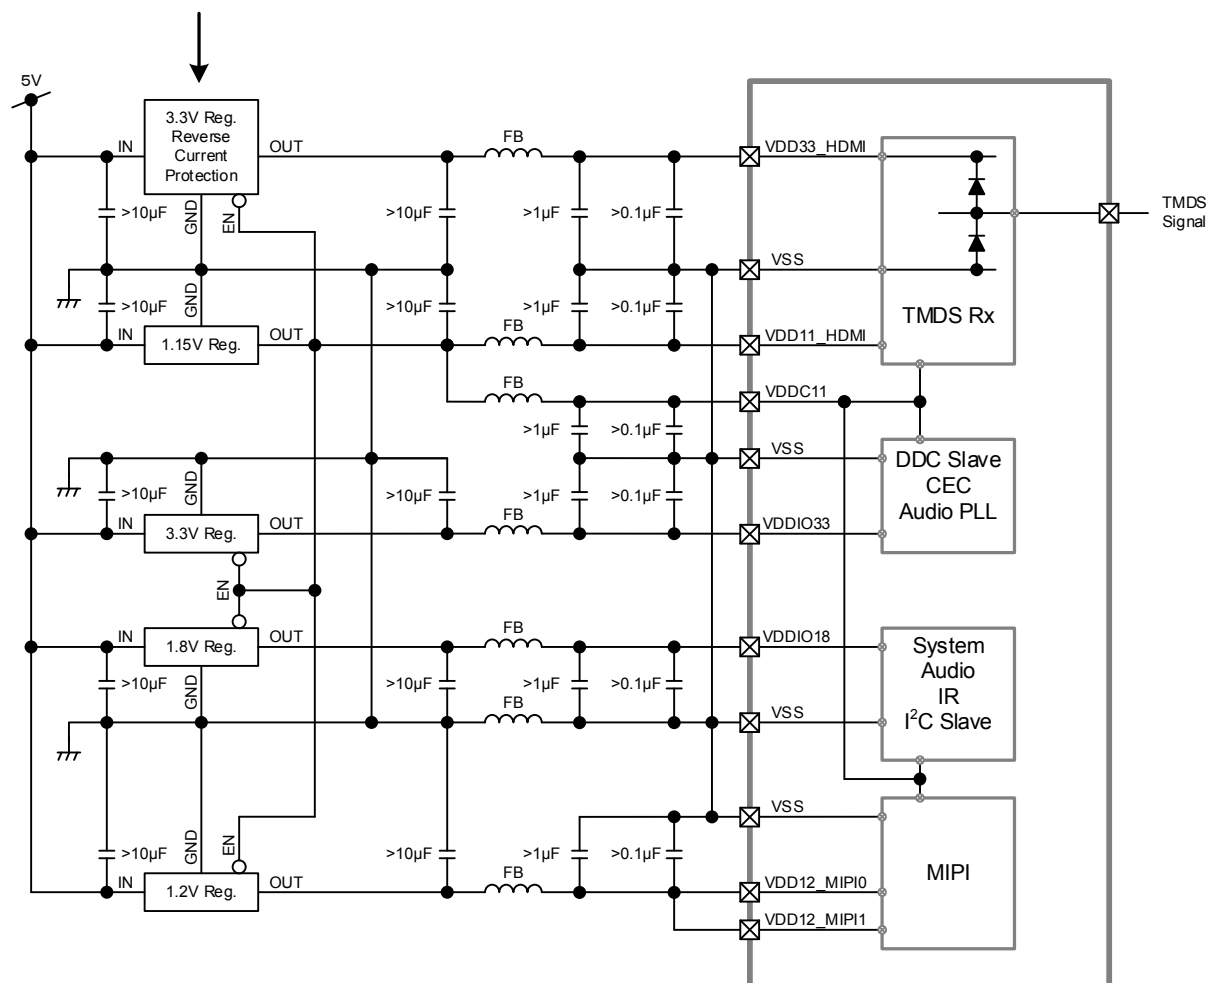 5V
3.3V Reg.
Reverse
Current
Protection
IN
OUT
FB
VDD33_HDMI
>10µF
GND
EN
>10µF
>1µF
>0.1µF
TMDS
Signal
VSS
>10µF
GND
>10µF
>1µF
>0.1µF
TMDS Rx
IN
1.15V Reg.
OUT
FB
VDD11_HDMI
FB
VDDC11
>1µF
>0.1µF
VSS
DDC Slave
CEC
Audio PLL
>10µF
GND
>10µF
>1µF
>0.1µF
IN
3.3V Reg.
OUT
FB
VDDIO33
EN
IN
1.8V Reg.
OUT
FB
VDDIO18
System
Audio
IR
I²C Slave
>10µF
GND
>10µF
>1µF
>0.1µF
FB
VSS
VSS
>10µF
GND
EN
>10µF
>1µF
>0.1µF
MIPI
IN
1.2V Reg.
OUT
FB
VDD12_MIPI0
VDD12_MIPI1